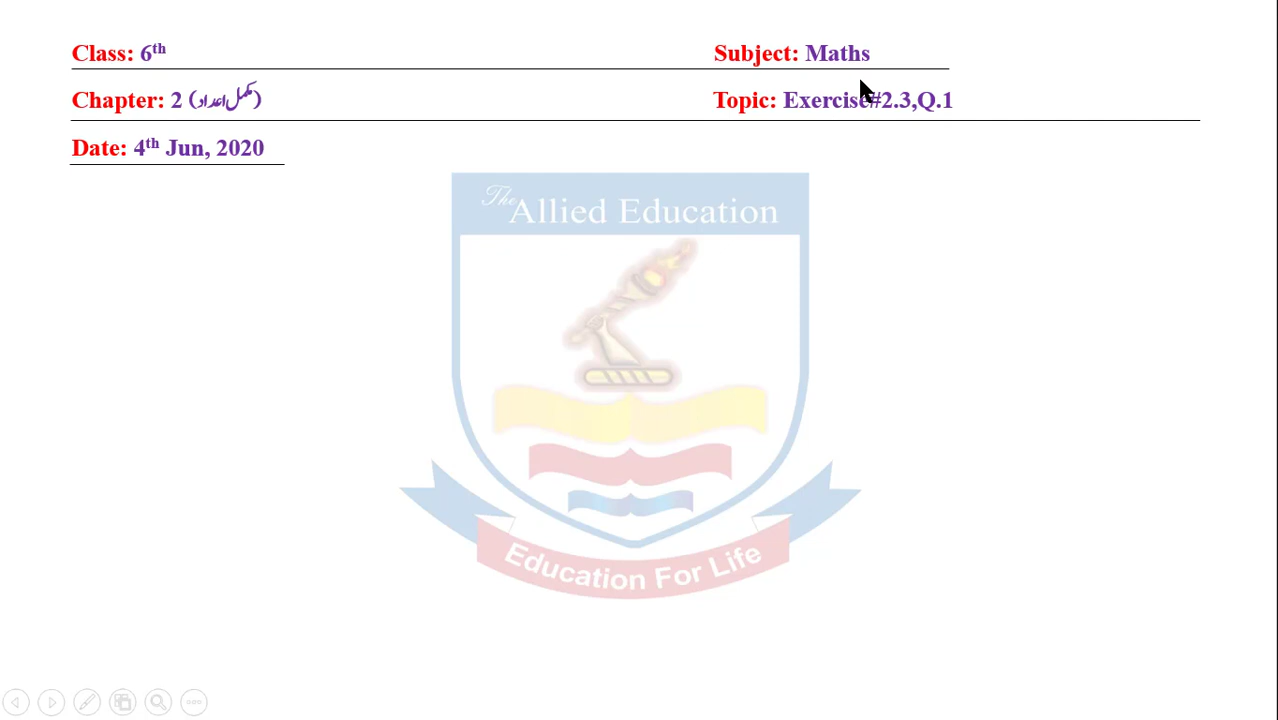 Class: 6th Subject: Maths
Chapter: 2 (مکمل اعداد) Topic: Exercise#2.3,Q.1
Date: 4th Jun, 2020
The Allied Education
Education For Life